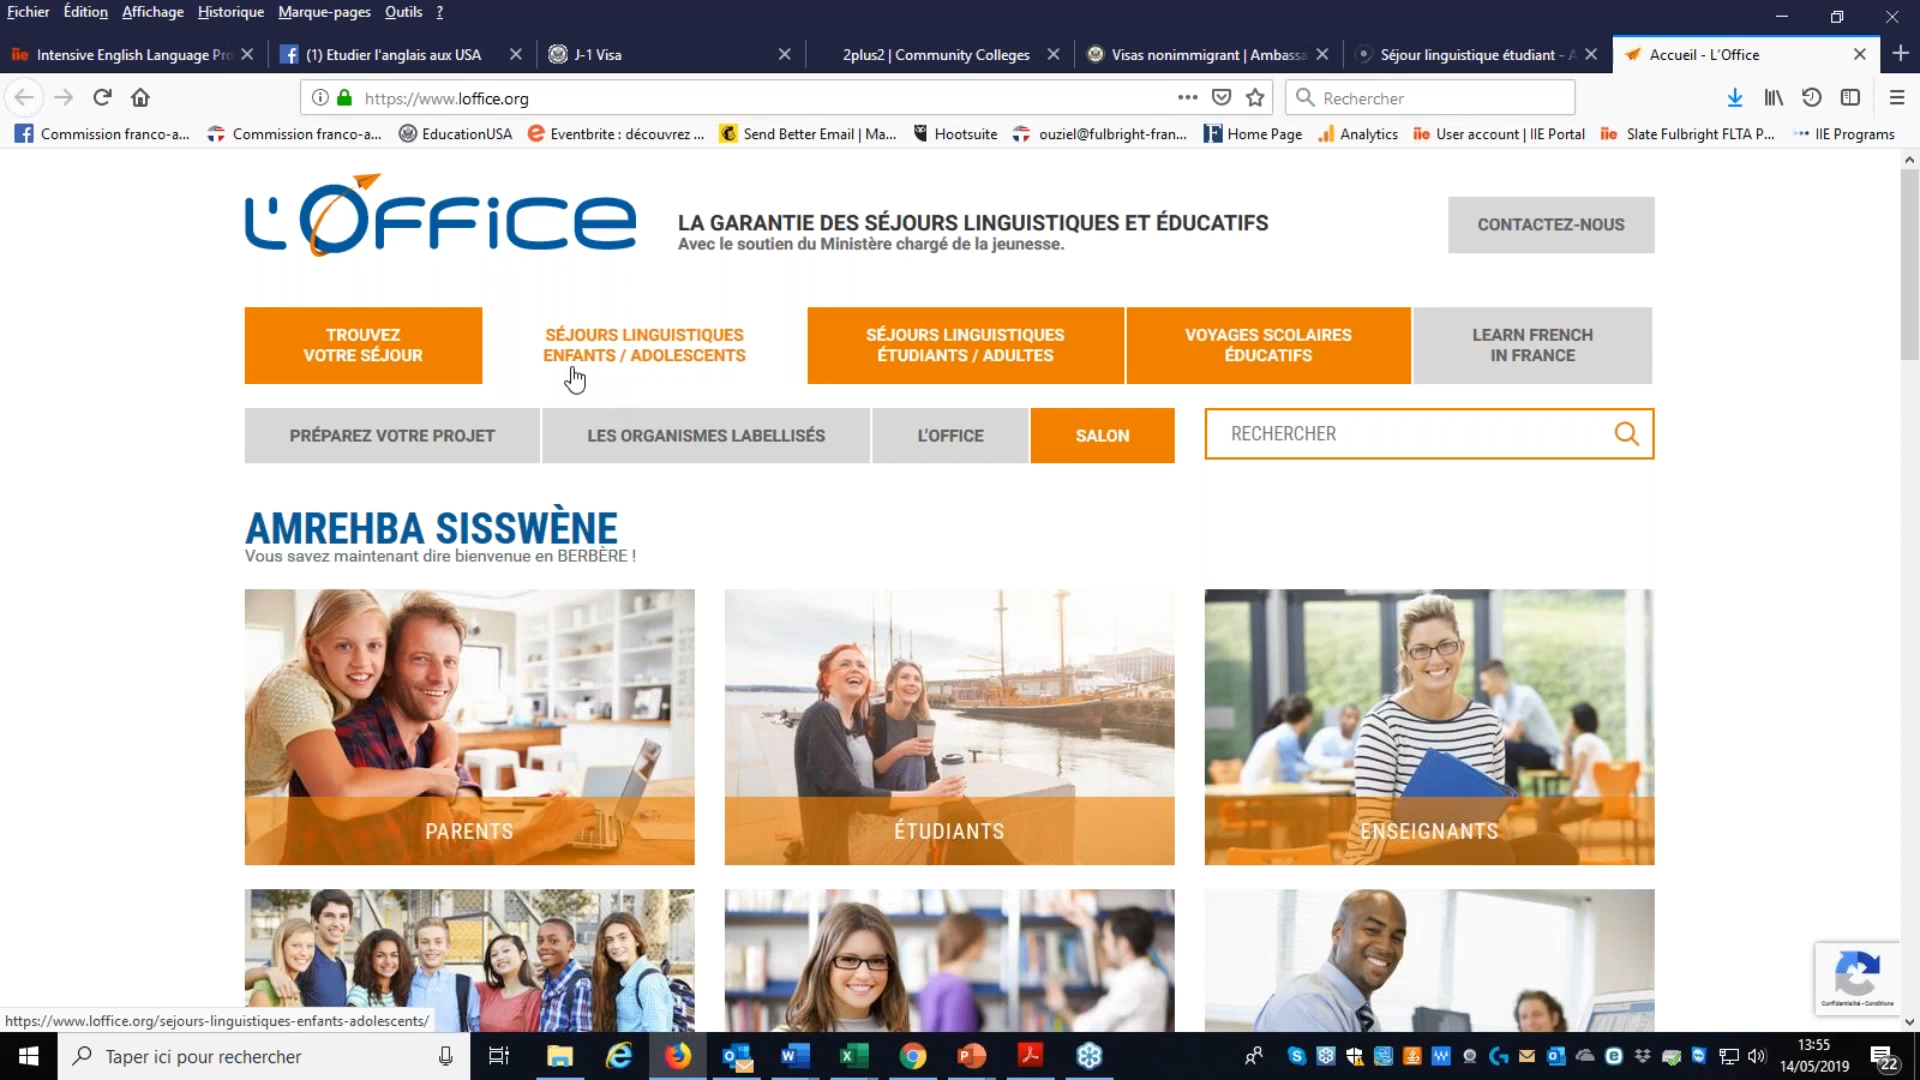 Fichier Édition Affichage Historique Marque-pages Outils ?
Intensive English Language Pro
(1) Etudier l'anglais aux USA
J-1 Visa
2plus2 | Community Colleges
Visas nonimmigrant | Ambassa
Séjour linguistique étudiant - A
Accueil - L'Office
https://www.loffice.org
Rechercher
Commission franco-a...
Commission franco-a...
EducationUSA
Eventbrite : découvrez ...
Send Better Email | Ma...
Hootsuite
ouziel@fulbright-fran...
Home Page
Analytics
iie User account | IIE Portal
iie Slate Fulbright FLTA P...
IIE Programs
L'OFFICE
LA GARANTIE DES SÉJOURS LINGUISTIQUES ET ÉDUCATIFS
Avec le soutien du Ministère chargé de la jeunesse.
CONTACTEZ-NOUS
TROUVEZ
VOTRE SÉJOUR
SÉJOURS LINGUISTIQUES
ENFANTS / ADOLESCENTS
SÉJOURS LINGUISTIQUES
ÉTUDIANTS / ADULTES
VOYAGES SCOLAIRES
ÉDUCATIFS
LEARN FRENCH
IN FRANCE
PRÉPAREZ VOTRE PROJET
LES ORGANISMES LABELLISÉS
L'OFFICE
SALON
RECHERCHER
AMREHBA SISSWÈNE
Vous savez maintenant dire bienvenue en BERBÈRE !
PARENTS
ÉTUDIANTS
ENSEIGNANTS
Confidentialité - Conditions
https://www.loffice.org/sejours-linguistiques-enfants-adolescents/
Taper ici pour rechercher
13:55
14/05/2019
22